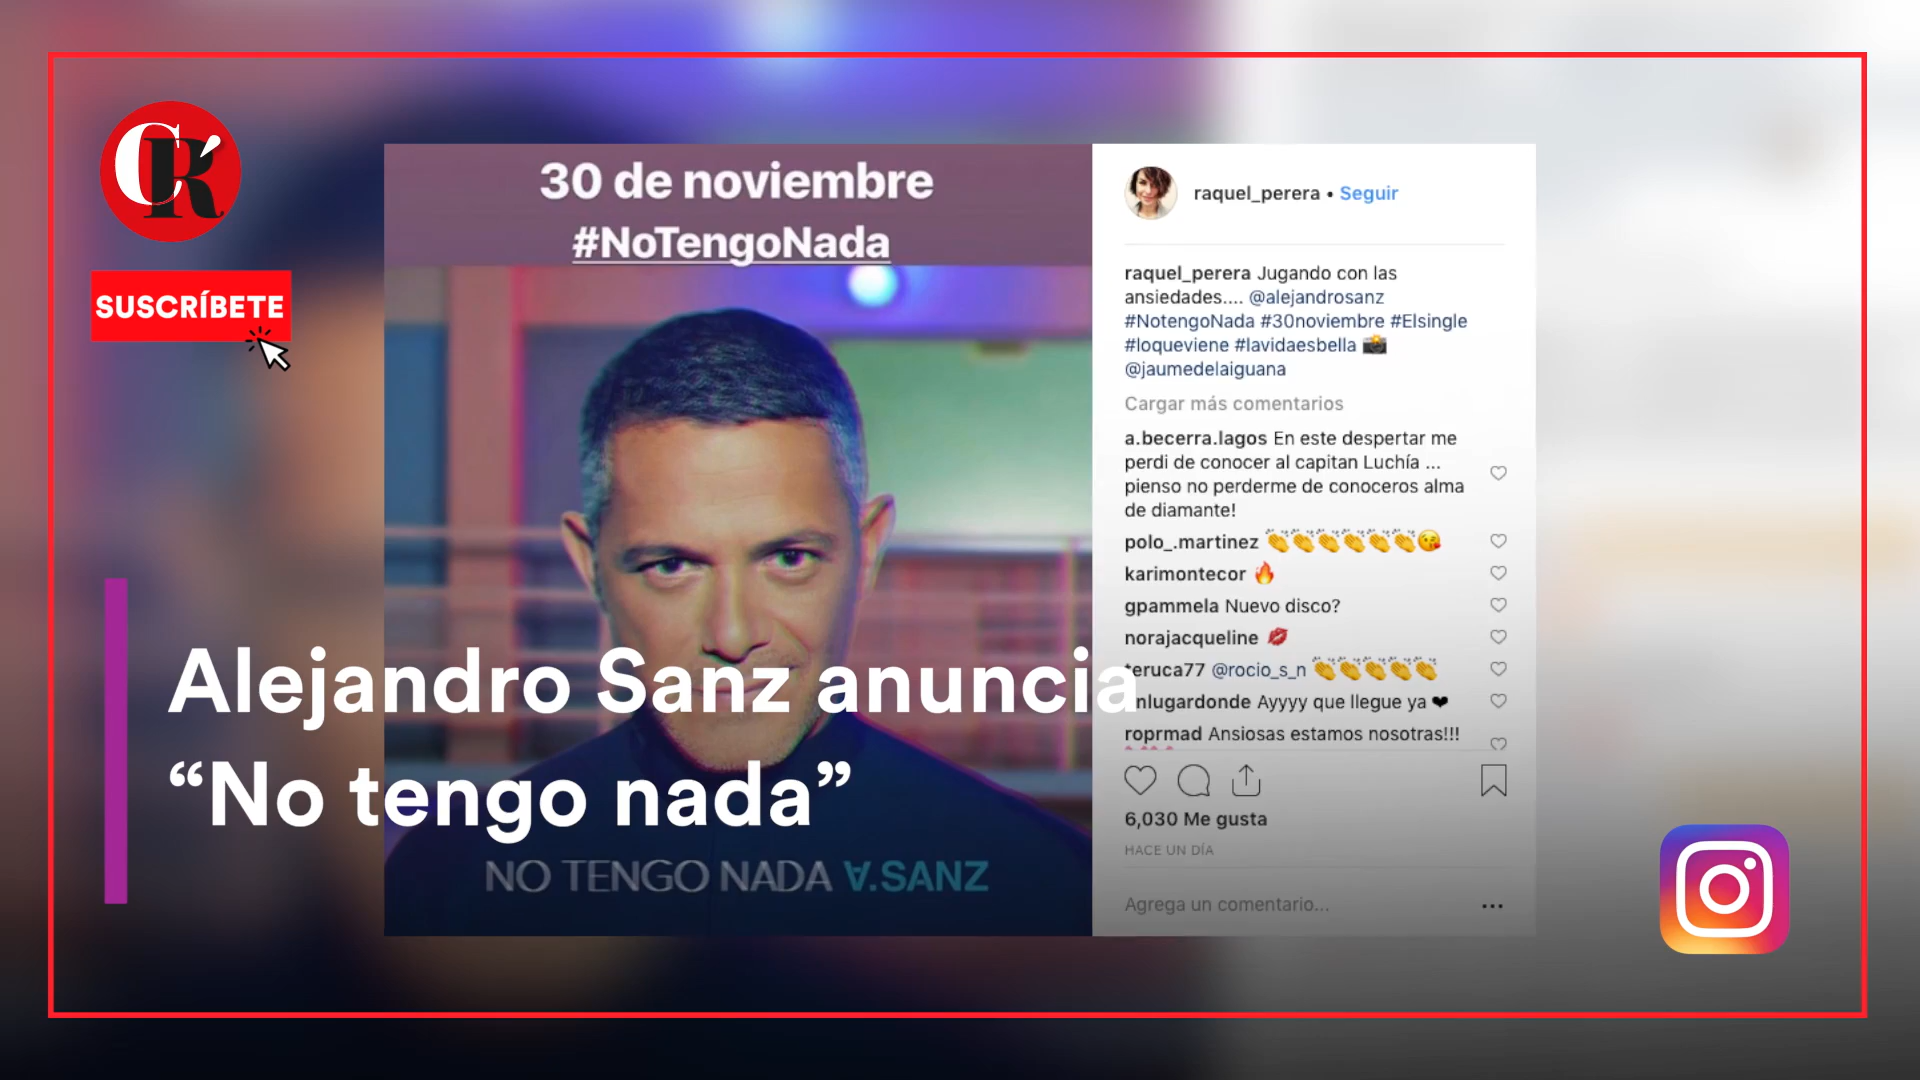 CŔ
SUSCRÍBETE
30 de noviembre
#NoTengoNada
Alejandro Sanz anuncia
“No tengo nada”
NO TENGO NADA ∀.SANZ
raquel_perera • Seguir
raquel_perera Jugando con las
ansiedades.... @alejandrosanz
#NotengoNada #30noviembre #Elsingle
#loqueviene #lavidaesbella 📸
@jaumedelaiguana
Cargar más comentarios
a.becerra.lagos En este despertar me
perdi de conocer al capitan Luchía ...
pienso no perderme de conoceros alma
de diamante!
polo_.martinez 👏👏👏👏👏👏😘
karimontecor 🔥
gpammela Nuevo disco?
norajacqueline 💋
teruca77 @rocio_s_n 👏👏👏👏👏
nlugardonde Ayyyy que llegue ya ❤
roprmad Ansiosas estamos nosotras!!!
6,030 Me gusta
HACE UN DÍA
Agrega un comentario...